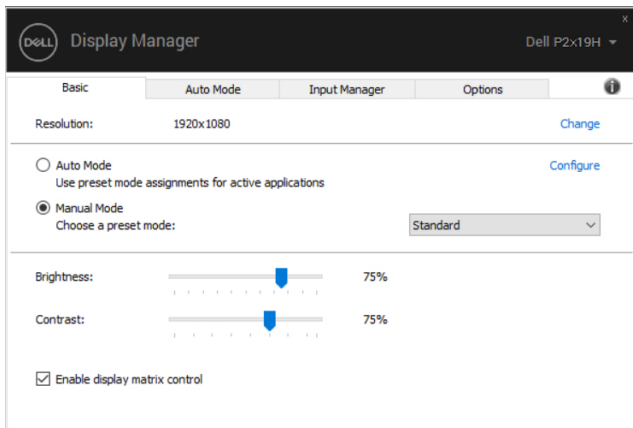 x
DELL Display Manager Dell P2x19H
Basic Auto Mode Input Manager Options i
Resolution: 1920x1080 Change
Auto Mode Configure
Use preset mode assignments for active applications
Manual Mode
Choose a preset mode: Standard
Brightness: 75%
Contrast: 75%
Enable display matrix control